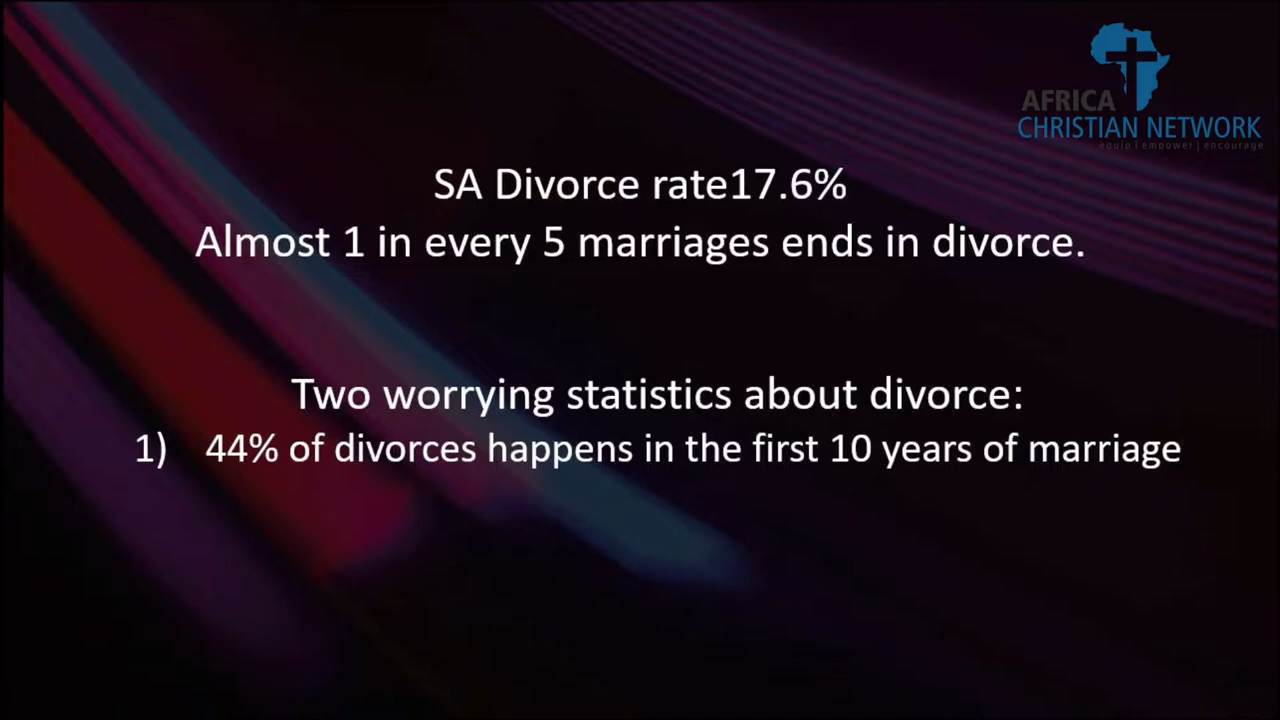 AFRICA
CHRISTIAN NETWORK
equip | empower | encourage
SA Divorce rate17.6%
Almost 1 in every 5 marriages ends in divorce.
Two worrying statistics about divorce:
1) 44% of divorces happens in the first 10 years of marriage